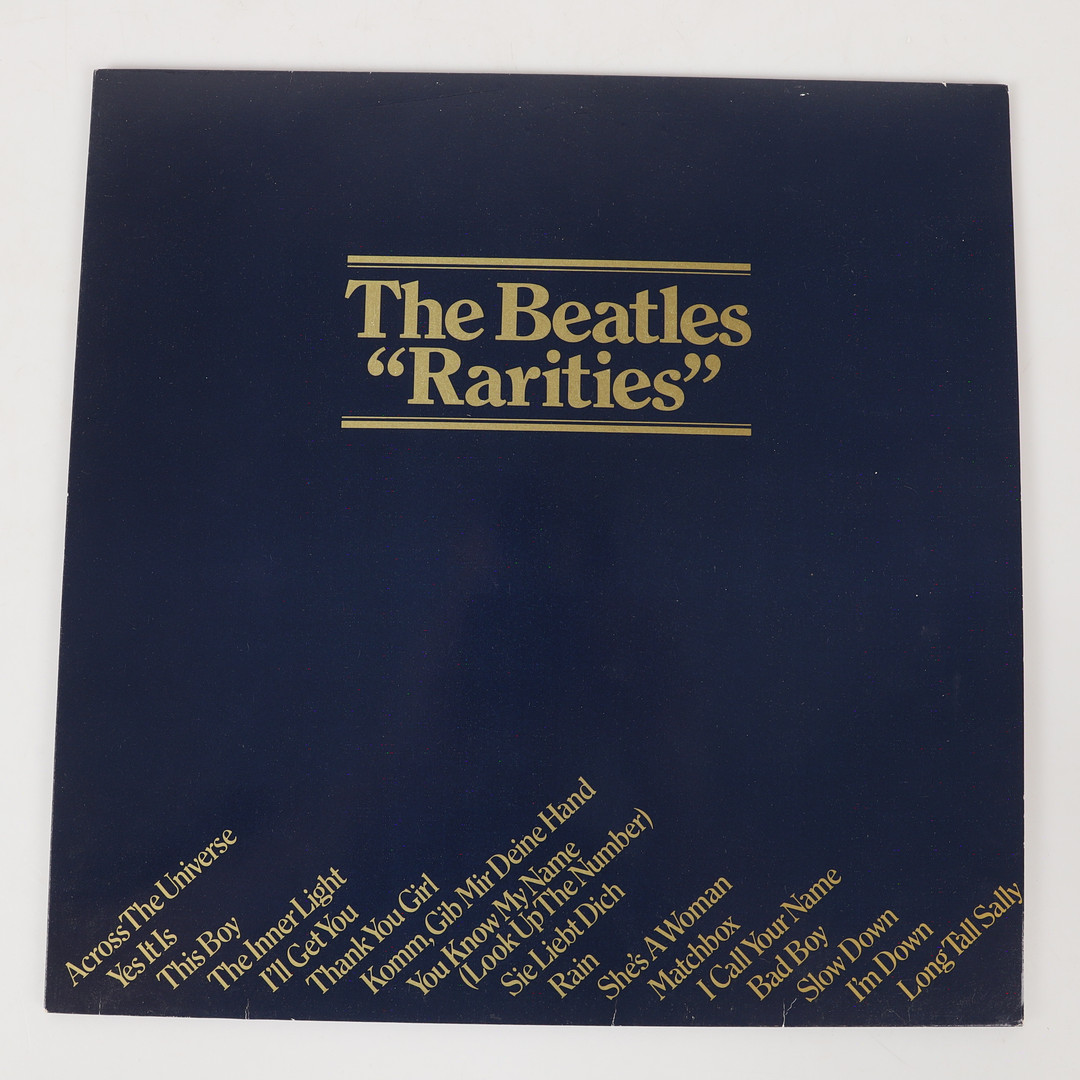 The Beatles
“Rarities”
Across The Universe
Yes It Is
This Boy
The Inner Light
I'll Get You
Thank You Girl
Komm, Gib Mir Deine Hand
You Know My Name
(Look Up The Number)
Sie Liebt Dich
Rain
She's A Woman
Matchbox
I Call Your Name
Bad Boy
Slow Down
I'm Down
Long Tall Sally